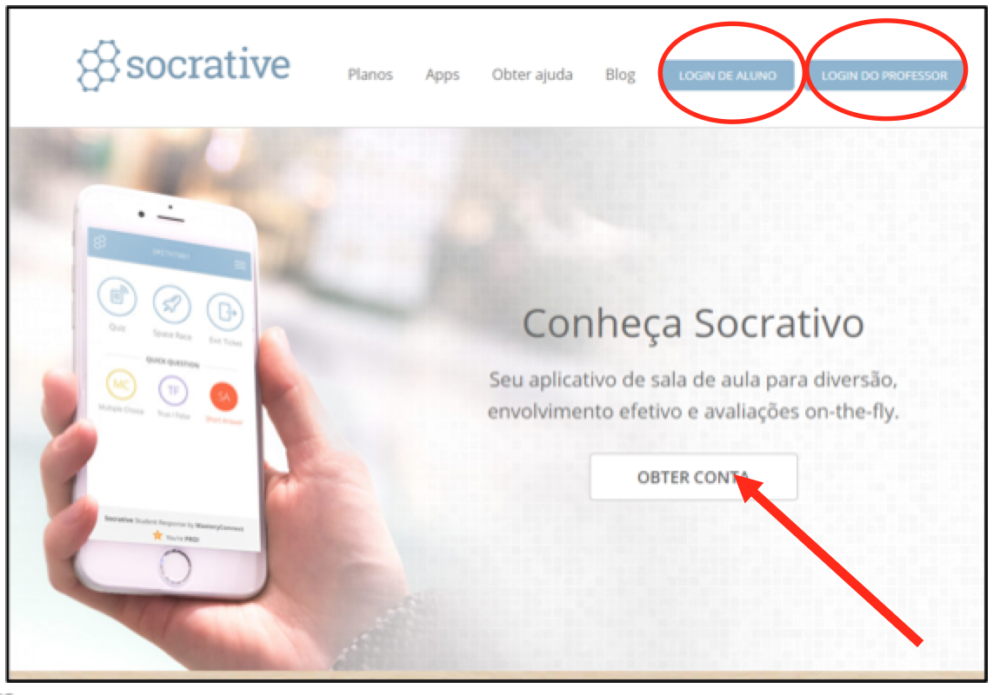 socrative
Planos Apps Obter ajuda Blog LOGIN DE ALUNO LOGIN DO PROFESSOR
Quiz Space Race Exit Ticket
QUICK QUESTION
MC TF SA
Multiple Choice True / False Short Answer
Socrative Student Response by MasteryConnect
You're PRO!
Conheça Socrativo
Seu aplicativo de sala de aula para diversão,
envolvimento efetivo e avaliações on-the-fly.
OBTER CONTA